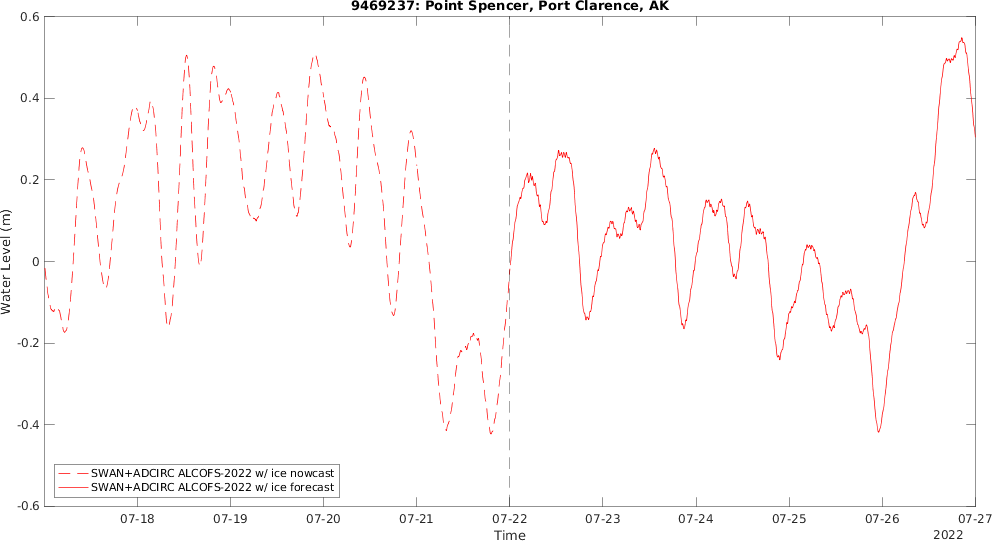 9469237: Point Spencer, Port Clarence, AK
0.6
0.4
0.2
0
-0.2
-0.4
-0.6
Water Level (m)
SWAN+ADCIRC ALCOFS-2022 w/ ice nowcast
SWAN+ADCIRC ALCOFS-2022 w/ ice forecast
07-18 07-19 07-20 07-21 07-22 07-23 07-24 07-25 07-26 07-27
Time
2022